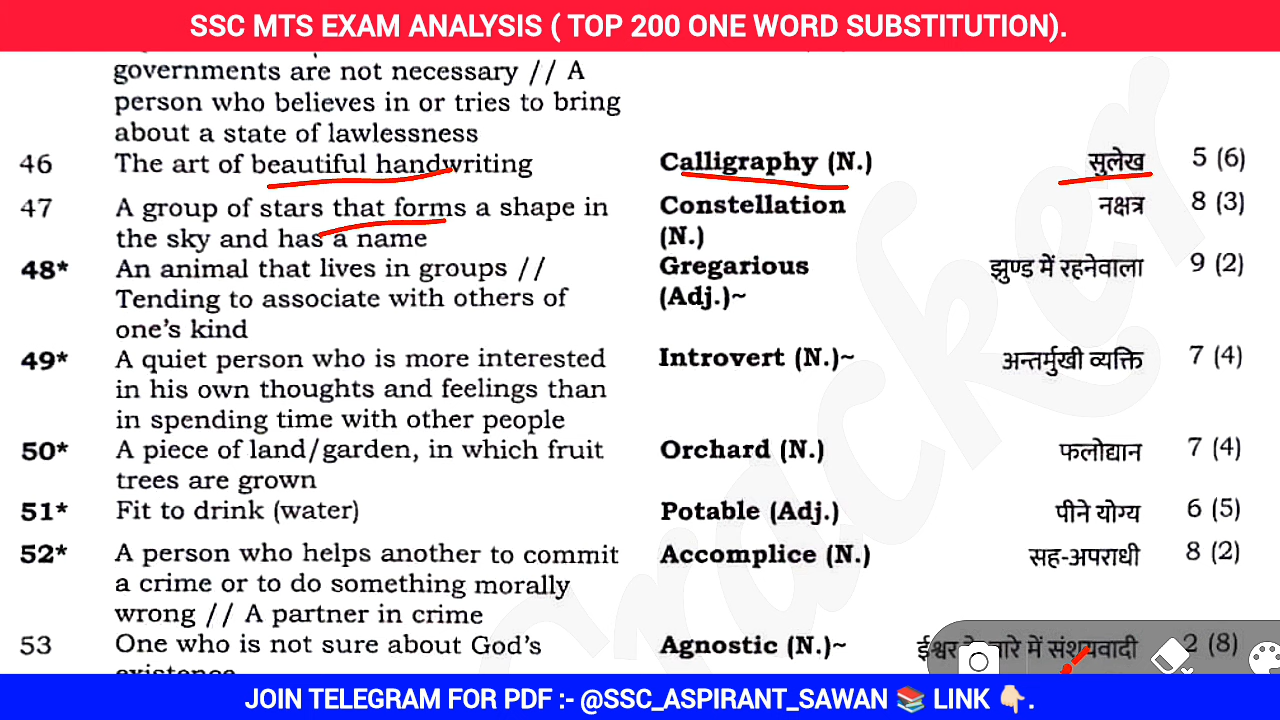 SSC MTS EXAM ANALYSIS ( TOP 200 ONE WORD SUBSTITUTION).
governments are not necessary // A
person who believes in or tries to bring
about a state of lawlessness
46 The art of beautiful handwriting Calligraphy (N.) सुलेख 5 (6)
47 A group of stars that forms a shape in Constellation नक्षत्र 8 (3)
the sky and has a name (N.)
48* An animal that lives in groups // Gregarious झुण्ड में रहनेवाला 9 (2)
Tending to associate with others of (Adj.)~
one's kind
49* A quiet person who is more interested Introvert (N.)~ अन्तर्मुखी व्यक्ति 7 (4)
in his own thoughts and feelings than
in spending time with other people
50* A piece of land/garden, in which fruit Orchard (N.) फलोद्यान 7 (4)
trees are grown
51* Fit to drink (water) Potable (Adj.) पीने योग्य 6 (5)
52* A person who helps another to commit Accomplice (N.) सह-अपराधी 8 (2)
a crime or to do something morally
wrong // A partner in crime
53 One who is not sure about God's Agnostic (N.)~ ईश्वर के बारे में संशयवादी 2 (8)
existence
JOIN TELEGRAM FOR PDF :- @SSC_ASPIRANT_SAWAN 📚 LINK 👇🏻.